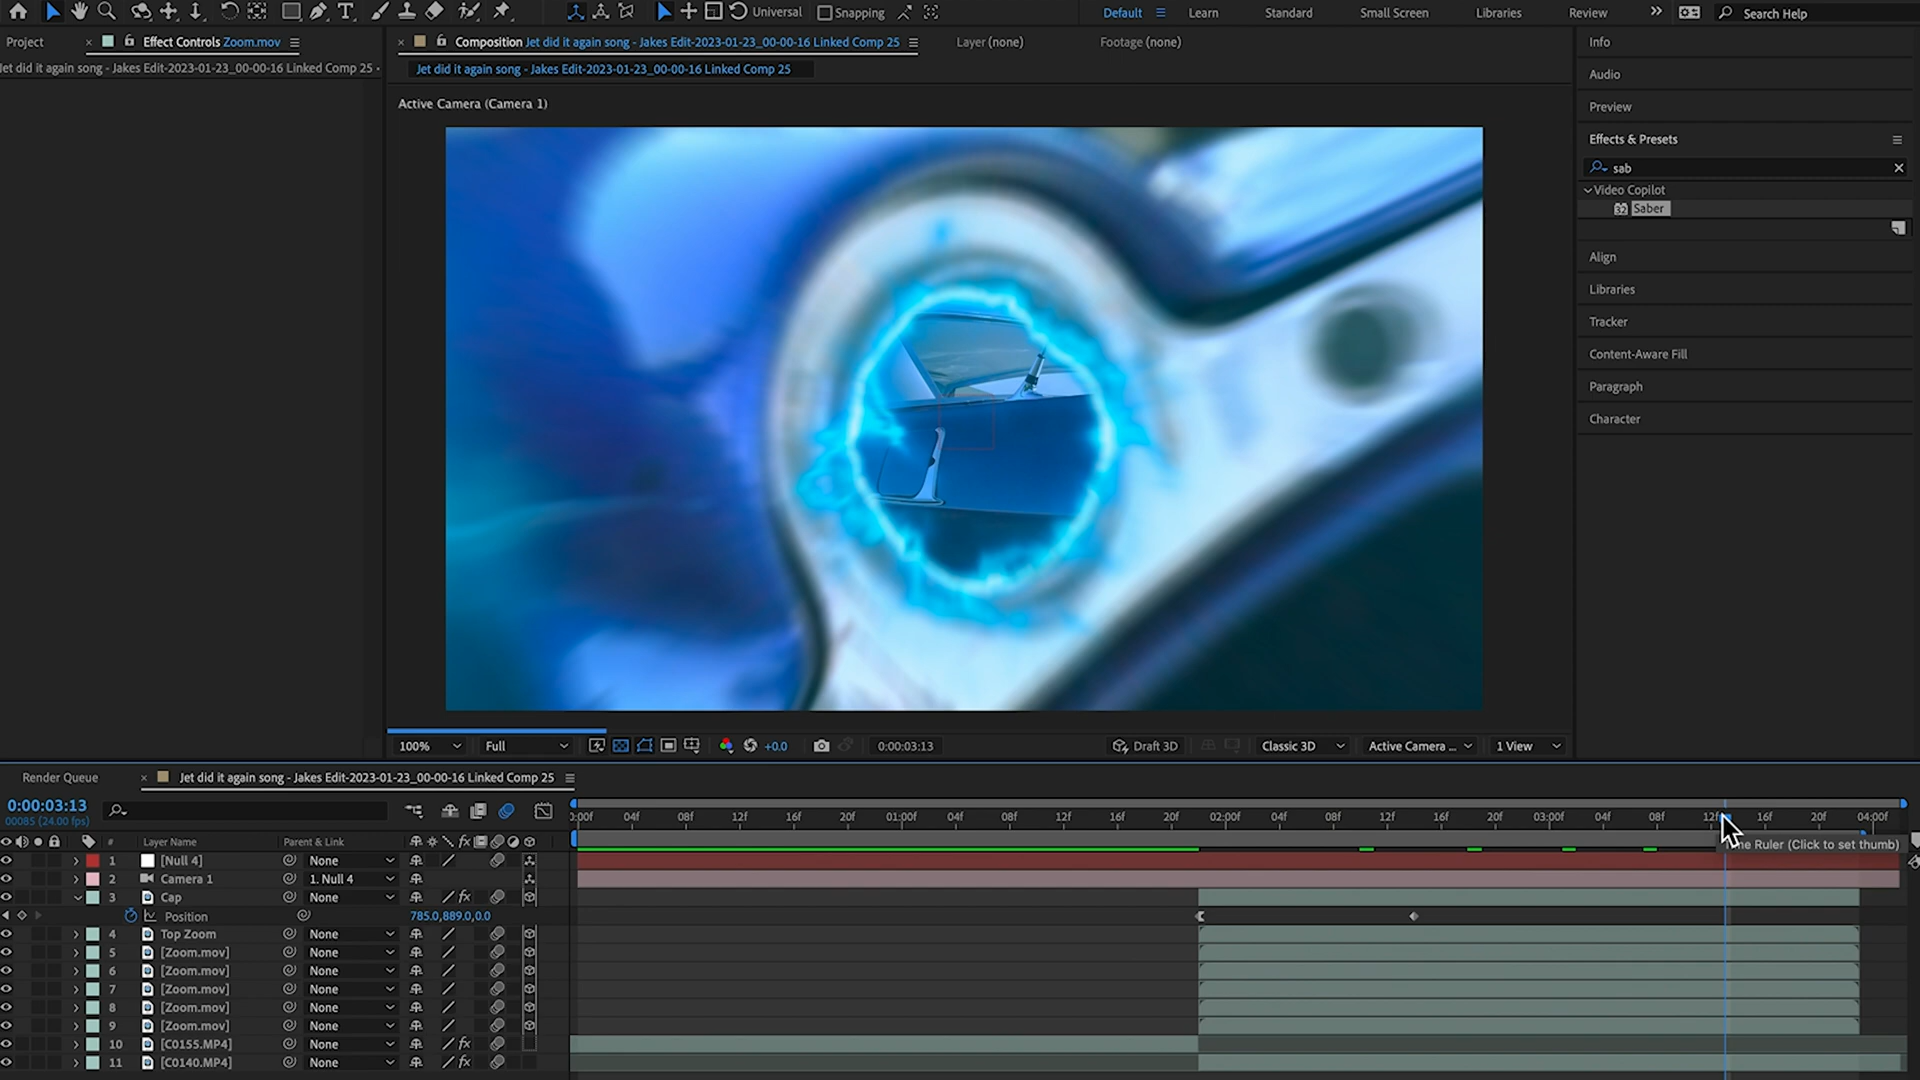 Universal
Snapping
Default
Learn
Standard
Small Screen
Libraries
Review
Search Help
Project
Effect Controls Zoom.mov
Composition Jet did it again song - Jakes Edit-2023-01-23_00-00-16 Linked Comp 25
Layer (none)
Footage (none)
Info
Jet did it again song - Jakes Edit-2023-01-23_00-00-16 Linked Comp 25
Jet did it again song - Jakes Edit-2023-01-23_00-00-16 Linked Comp 25
Audio
Active Camera (Camera 1)
Preview
Effects & Presets
sab
Video Copilot
32 Saber
Align
Libraries
Tracker
Content-Aware Fill
Paragraph
Character
100%
Full
+0.0
0:00:03:13
Draft 3D
Classic 3D
Active Camera ...
1 View
Render Queue
Jet did it again song - Jakes Edit-2023-01-23_00-00-16 Linked Comp 25
0:00:03:13
00085 (24.00 fps)
0:00f 04f 08f 12f 16f 20f 01:00f 04f 08f 12f 16f 20f 02:00f 04f 08f 12f 16f 20f 03:00f 04f 08f 12f 16f 20f 04:00f
# Layer Name Parent & Link fx
Time Ruler (Click to set thumb)
1 [Null 4] None
2 Camera 1 1. Null 4
3 Cap None fx
Position 785.0,889.0,0.0
4 Top Zoom None
5 [Zoom.mov] None
6 [Zoom.mov] None
7 [Zoom.mov] None
8 [Zoom.mov] None
9 [Zoom.mov] None
10 [C0155.MP4] None fx
11 [C0140.MP4] None fx